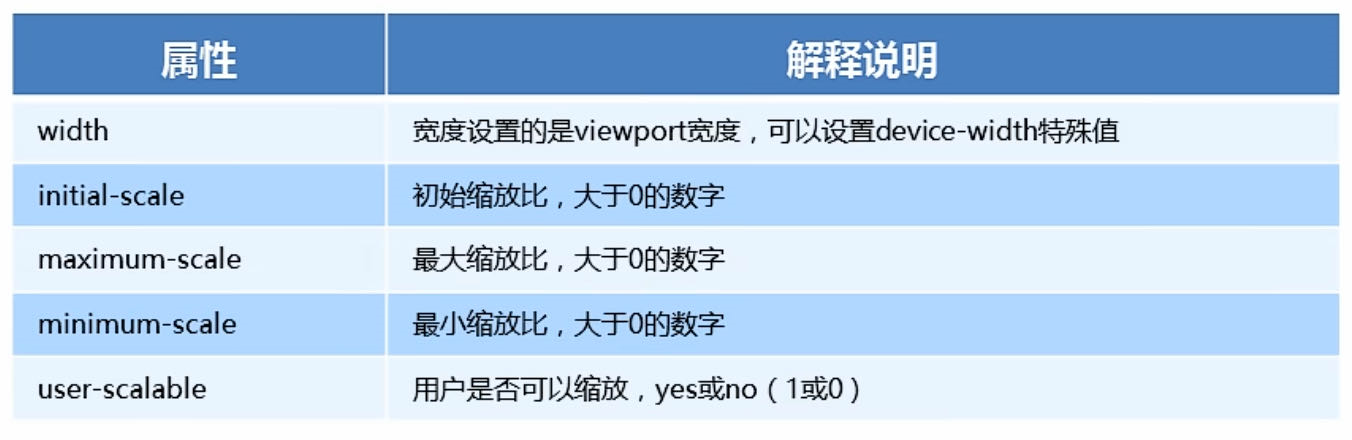 属性 解释说明
width 宽度设置的是viewport宽度，可以设置device-width特殊值
initial-scale 初始缩放比，大于0的数字
maximum-scale 最大缩放比，大于0的数字
minimum-scale 最小缩放比，大于0的数字
user-scalable 用户是否可以缩放，yes或no（1或0）